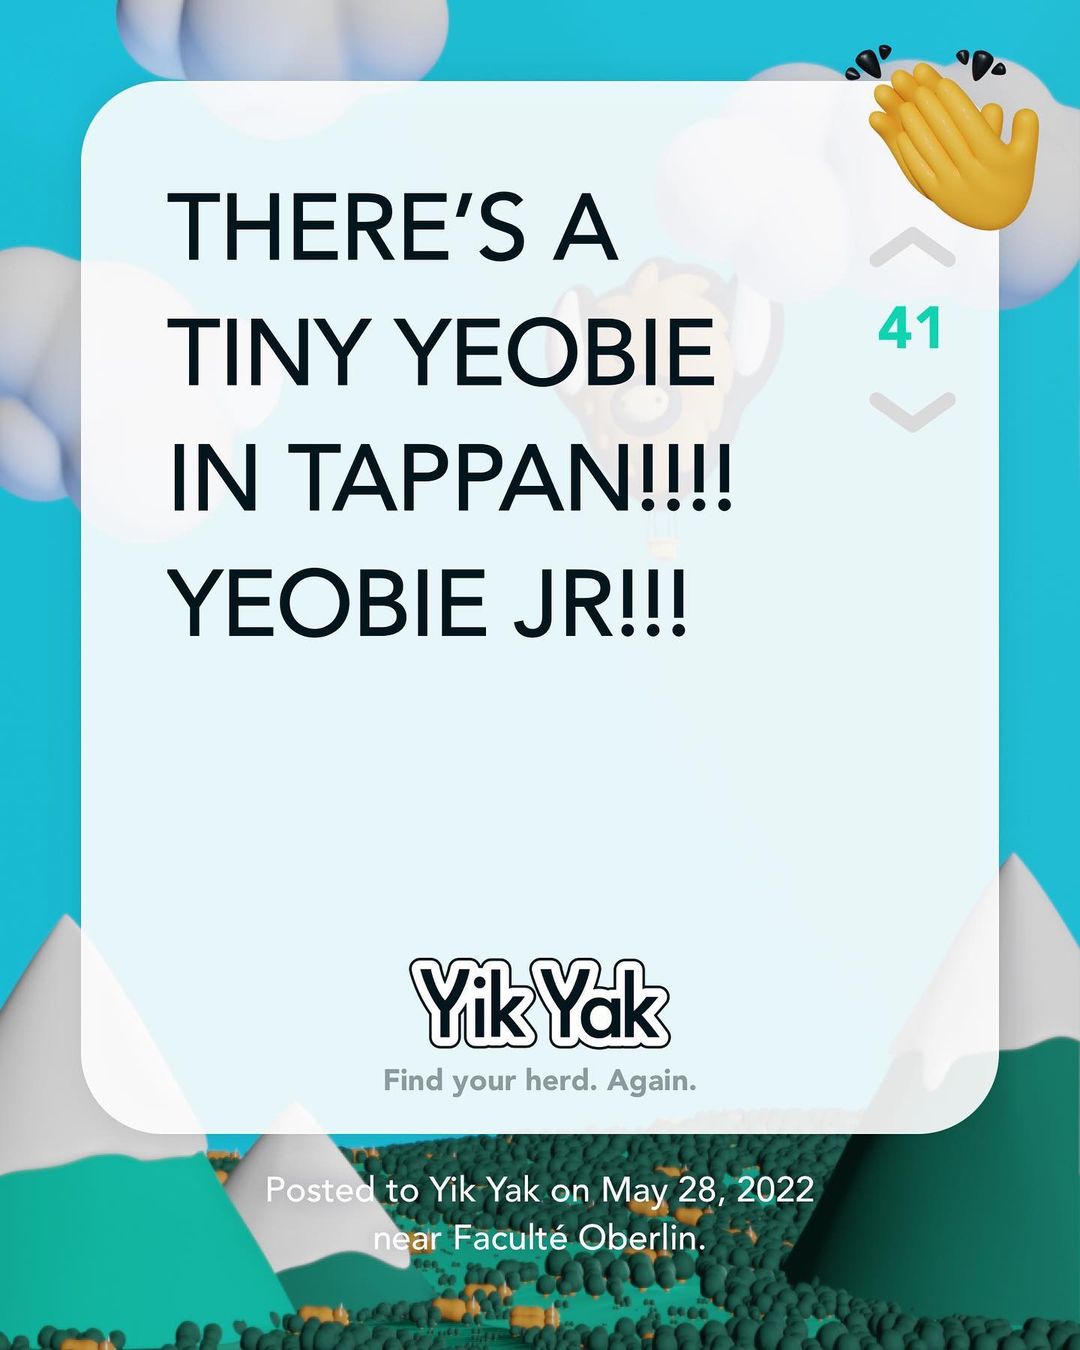 THERE’S A
TINY YEOBIE
IN TAPPAN!!!!
YEOBIE JR!!!
41
Yik Yak
Find your herd. Again.
Posted to Yik Yak on May 28, 2022
near Faculté Oberlin.